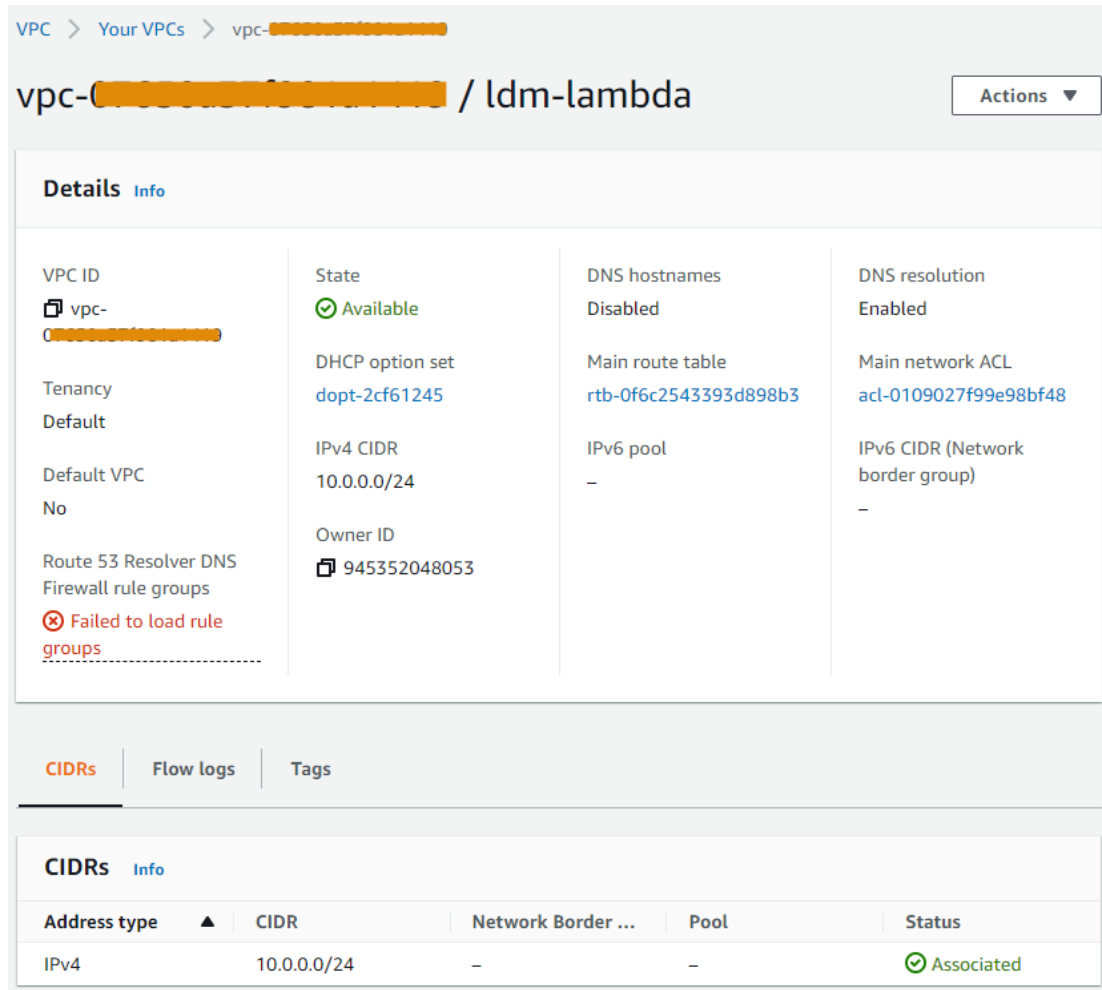 VPC > Your VPCs > vpc-
vpc- / ldm-lambda
Actions
Details Info
VPC ID
vpc-
Tenancy
Default
Default VPC
No
Route 53 Resolver DNS
Firewall rule groups
Failed to load rule
groups
State
Available
DHCP option set
dopt-2cf61245
IPv4 CIDR
10.0.0.0/24
Owner ID
945352048053
DNS hostnames
Disabled
Main route table
rtb-0f6c2543393d898b3
IPv6 pool
–
DNS resolution
Enabled
Main network ACL
acl-0109027f99e98bf48
IPv6 CIDR (Network
border group)
–
CIDRs Flow logs Tags
CIDRs Info
Address type CIDR Network Border ... Pool Status
IPv4 10.0.0.0/24 – – Associated